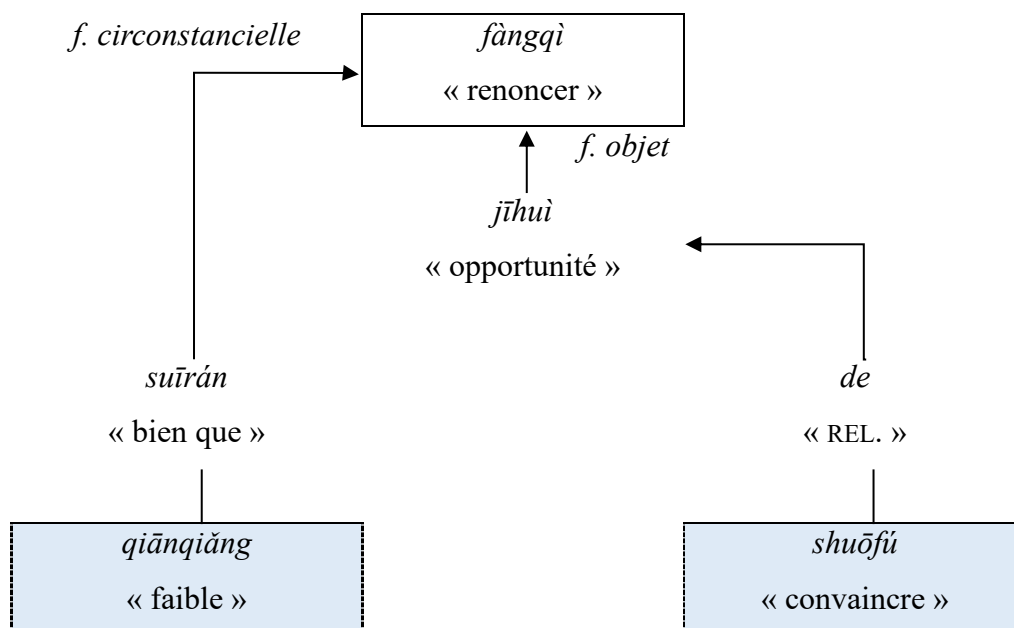 f. circonstancielle
fàngqì
« renoncer »
f. objet
jīhuì
« opportunité »
suīrán
« bien que »
de
« REL. »
qiānqiǎng
« faible »
shuōfú
« convaincre »